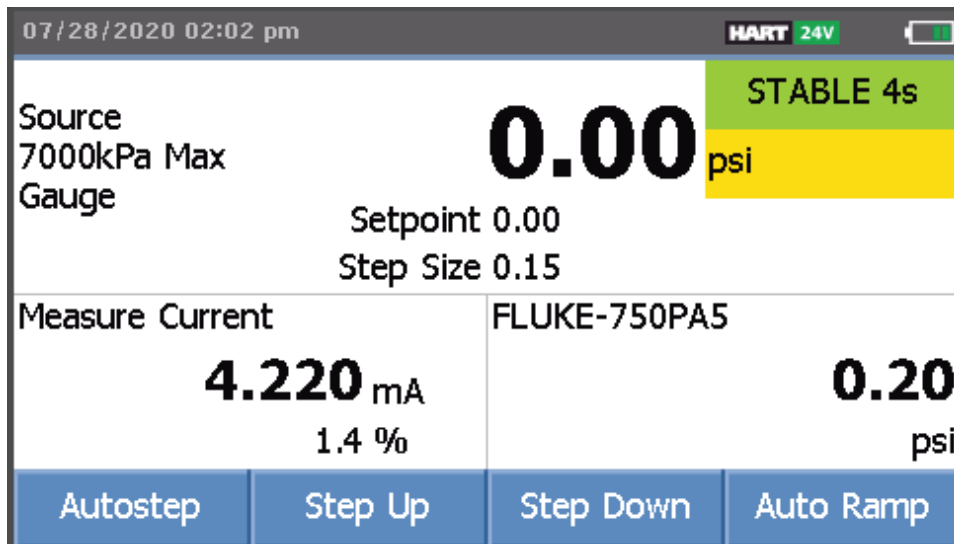 07/28/2020 02:02 pm HART 24V
STABLE 4s
Source
7000kPa Max
Gauge
0.00 psi
Setpoint 0.00
Step Size 0.15
Measure Current
4.220 mA
1.4 %
FLUKE-750PA5
0.20
psi
Autostep Step Up Step Down Auto Ramp